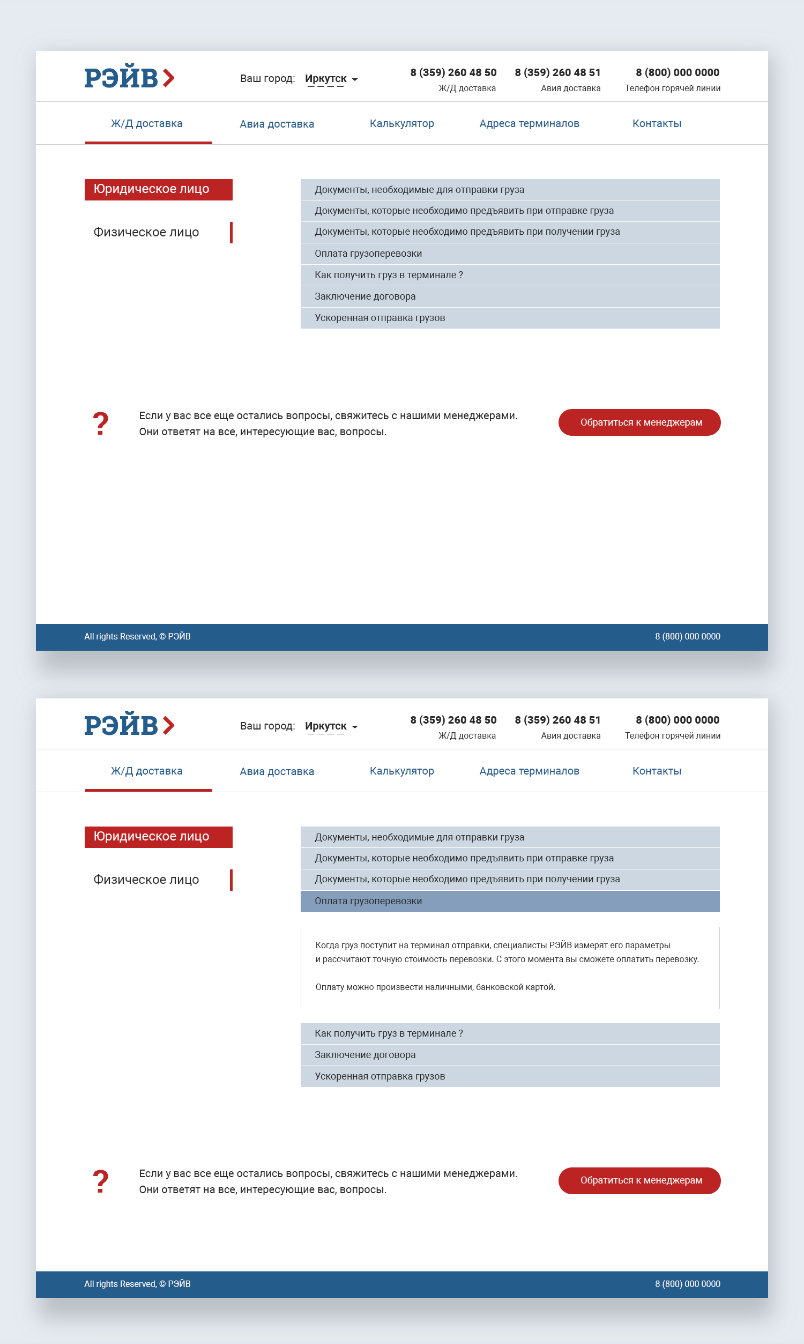 РЭЙВ
Ваш город: Иркутск
8 (359) 260 48 50 8 (359) 260 48 51 8 (800) 000 0000
Ж/Д доставка Авия доставка Телефон горячей линии
Ж/Д доставка Авиа доставка Калькулятор Адреса терминалов Контакты
Юридическое лицо
Физическое лицо
Документы, необходимые для отправки груза
Документы, которые необходимо предъявить при отправке груза
Документы, которые необходимо предъявить при получении груза
Оплата грузоперевозки
Как получить груз в терминале ?
Заключение договора
Ускоренная отправка грузов
?
Если у вас все еще остались вопросы, свяжитесь с нашими менеджерами.
Они ответят на все, интересующие вас, вопросы.
Обратиться к менеджерам
All rights Reserved, © РЭЙВ 8 (800) 000 0000
РЭЙВ
Ваш город: Иркутск
8 (359) 260 48 50 8 (359) 260 48 51 8 (800) 000 0000
Ж/Д доставка Авия доставка Телефон горячей линии
Ж/Д доставка Авиа доставка Калькулятор Адреса терминалов Контакты
Юридическое лицо
Физическое лицо
Документы, необходимые для отправки груза
Документы, которые необходимо предъявить при отправке груза
Документы, которые необходимо предъявить при получении груза
Оплата грузоперевозки
Когда груз поступит на терминал отправки, специалисты РЭЙВ измерят его параметры
и рассчитают точную стоимость перевозки. С этого момента вы сможете оплатить перевозку.
Оплату можно произвести наличными, банковской картой.
Как получить груз в терминале ?
Заключение договора
Ускоренная отправка грузов
?
Если у вас все еще остались вопросы, свяжитесь с нашими менеджерами.
Они ответят на все, интересующие вас, вопросы.
Обратиться к менеджерам
All rights Reserved, © РЭЙВ 8 (800) 000 0000